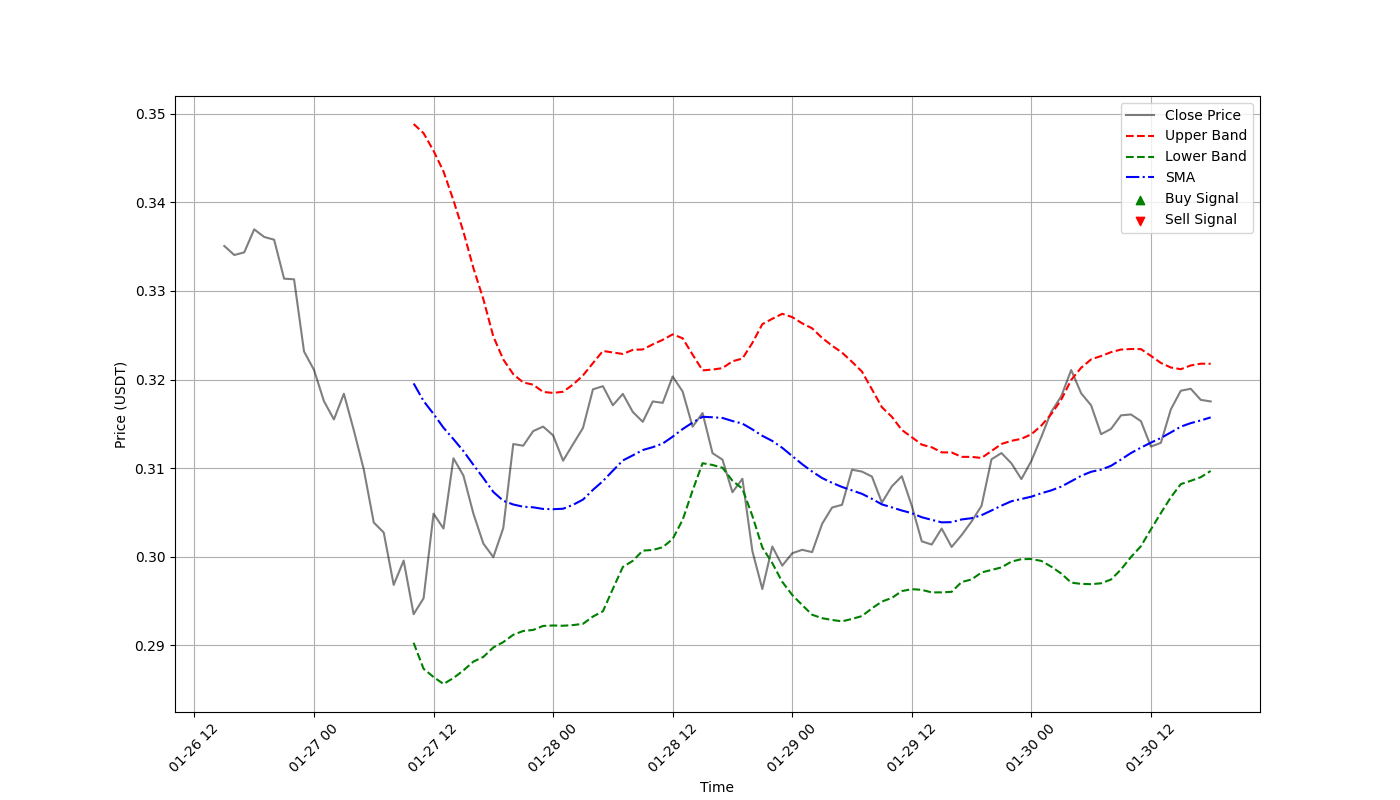 0.35
0.34
0.33
0.32
0.31
0.30
0.29
Price (USDT)
Close Price
Upper Band
Lower Band
SMA
Buy Signal
Sell Signal
01-26 12
01-27 00
01-27 12
01-28 00
01-28 12
01-29 00
01-29 12
01-30 00
01-30 12
Time